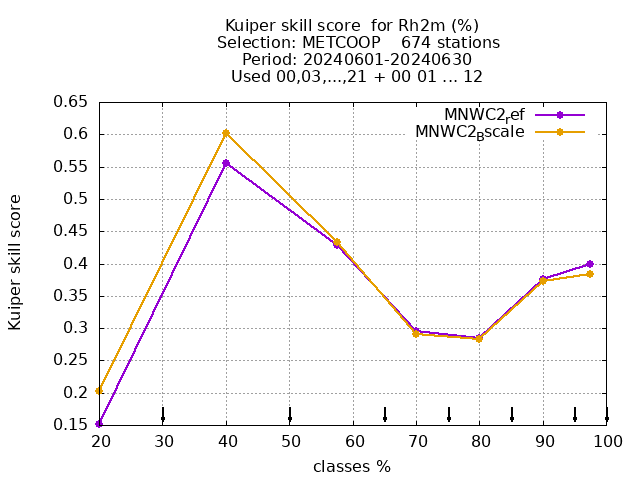 Kuiper skill score  for Rh2m (%)
Selection: METCOOP    674 stations
Period: 20240601-20240630
Used 00,03,...,21 + 00 01 ... 12
MNWC2ref
MNWC2Bscale
0.65
0.6
0.55
0.5
0.45
0.4
0.35
0.3
0.25
0.2
0.15
Kuiper skill score
20 30 40 50 60 70 80 90 100
classes %